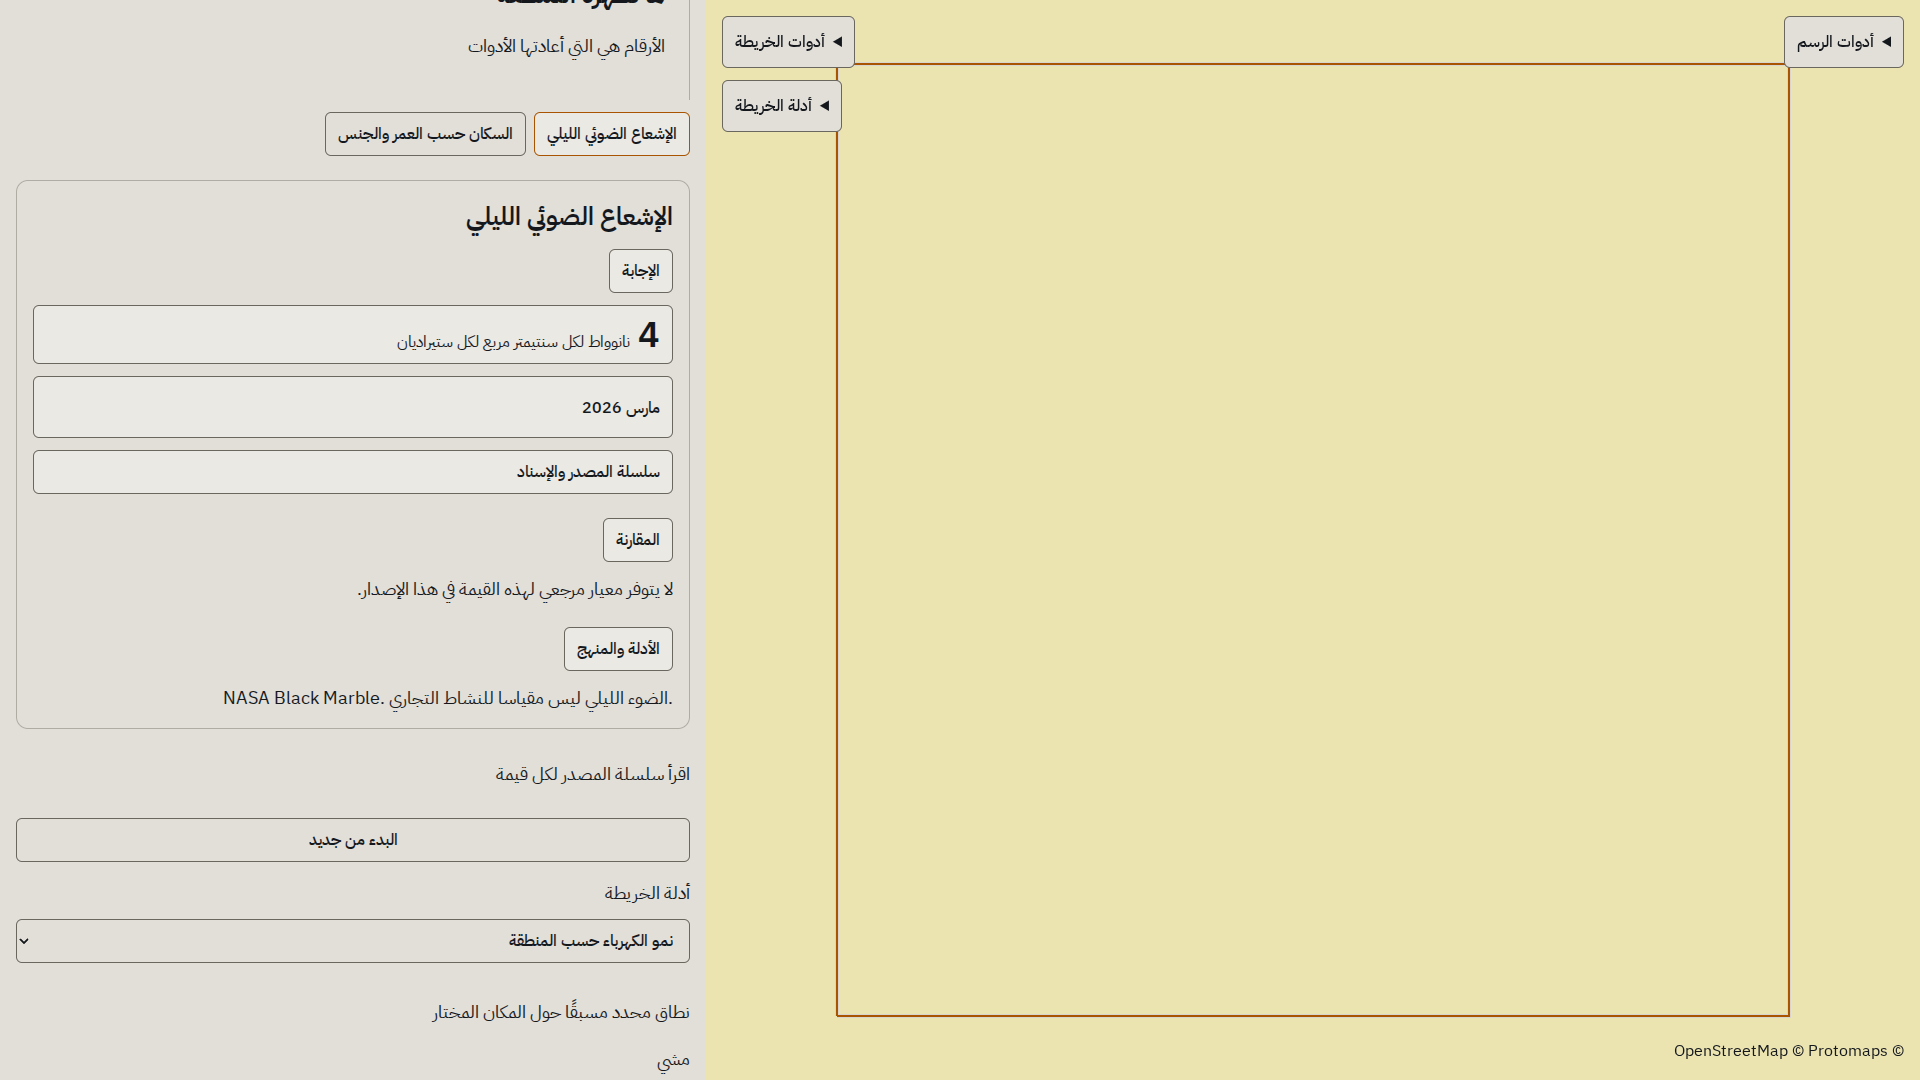 ما تظهره المنطقة
الأرقام هي التي أعادتها الأدوات
الإشعاع الضوئي الليلي
السكان حسب العمر والجنس
الإشعاع الضوئي الليلي
الإجابة
4 نانوواط لكل سنتيمتر مربع لكل ستيراديان
مارس 2026
سلسلة المصدر والإسناد
المقارنة
لا يتوفر معيار مرجعي لهذه القيمة في هذا الإصدار.
الأدلة والمنهج
.الضوء الليلي ليس مقياسا للنشاط التجاري .NASA Black Marble
اقرأ سلسلة المصدر لكل قيمة
البدء من جديد
أدلة الخريطة
نمو الكهرباء حسب المنطقة
نطاق محدد مسبقًا حول المكان المختار
مشي
أدوات الرسم
أدوات الخريطة
أدلة الخريطة
OpenStreetMap © Protomaps ©